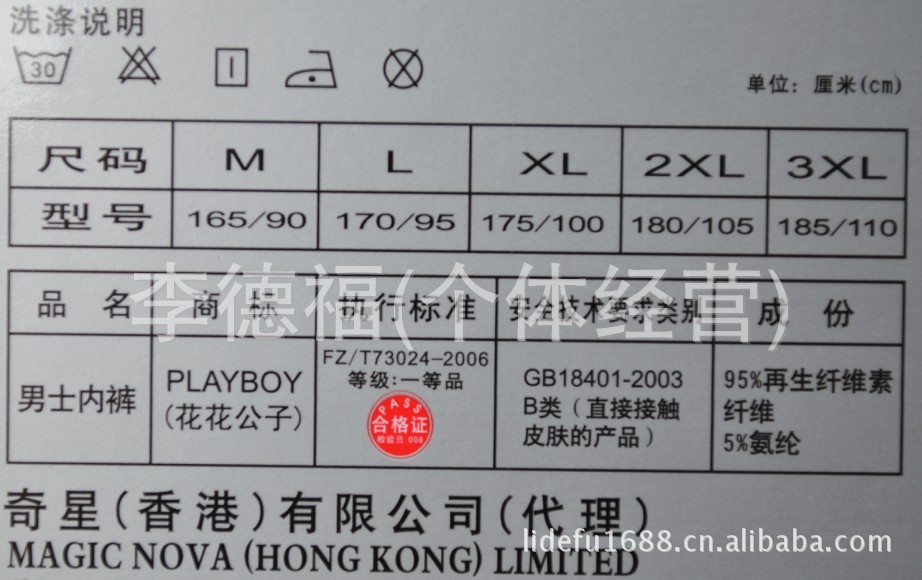 洗涤说明
30
单位：厘米(cm)
尺码 M L XL 2XL 3XL
型号 165/90 170/95 175/100 180/105 185/110
李德福(个体经营)
品名 商标 执行标准 安全技术要求类别 成份
男士内裤
PLAYBOY
(花花公子)
FZ/T73024-2006
等级:一等品
PASS
合格证
检验员:008
GB18401-2003
B类（直接接触
皮肤的产品）
95%再生纤维素
纤维
5%氨纶
奇星(香港)有限公司(代理)
lidefu1688.cn.alibaba.com
MAGIC NOVA (HONG KONG) LIMITED